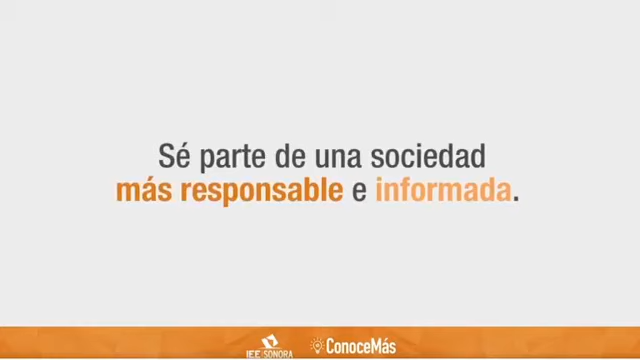 Sé parte de una sociedad
más responsable e informada.
IEE SONORA
ConoceMás